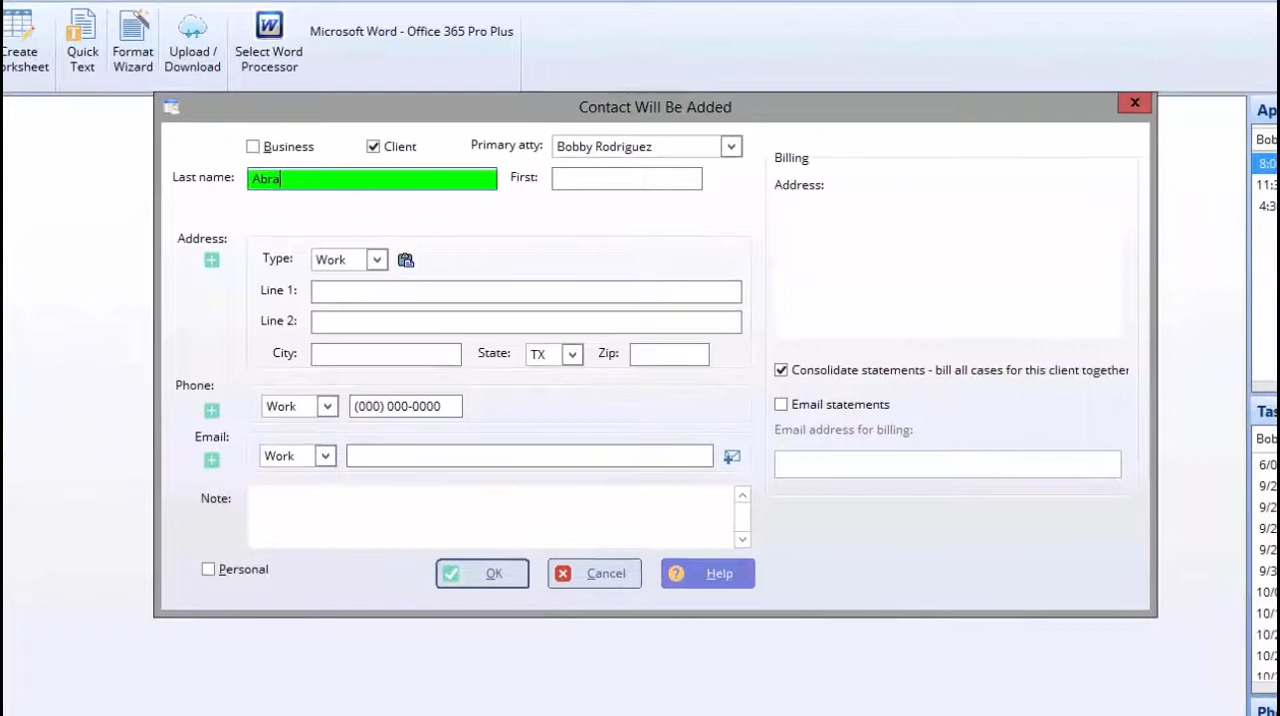 Create
orksheet
Quick
Text
Format
Wizard
Upload /
Download
W
Select Word
Processor
Microsoft Word - Office 365 Pro Plus
Contact Will Be Added
Business
Client
Primary atty:
Bobby Rodriguez
Last name:
Abra
First:
Address:
Type:
Work
Line 1:
Line 2:
City:
State:
TX
Zip:
Phone:
Work
(000) 000-0000
Email:
Work
Note:
Personal
OK
Cancel
? Help
Billing
Address:
Consolidate statements - bill all cases for this client together
Email statements
Email address for billing:
Ap
Bob
8:0
11:3
4:3
Tas
Bob
6/0
9/2
9/2
9/2
9/2
9/3
10/0
10/1
10/2
10/2
10/2
Ph